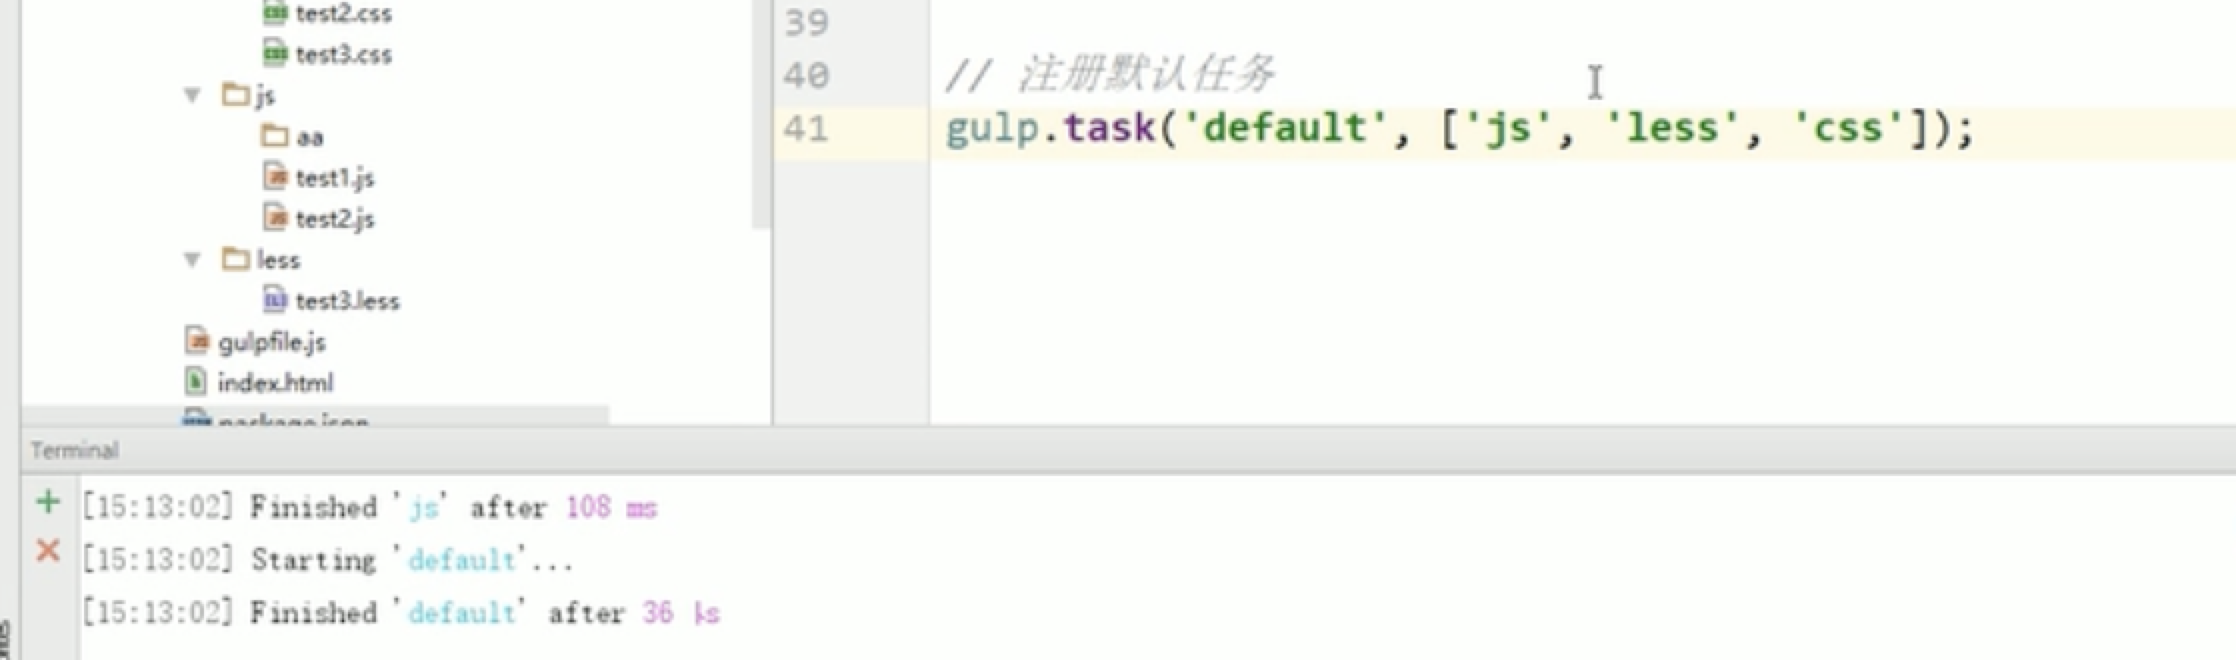 test2.css
test3.css
js
aa
test1.js
test2.js
less
test3.less
gulpfile.js
index.html
package.json
39
40 // 注册默认任务
41 gulp.task('default', ['js', 'less', 'css']);
Terminal
[15:13:02] Finished 'js' after 108 ms
[15:13:02] Starting 'default'...
[15:13:02] Finished 'default' after 36